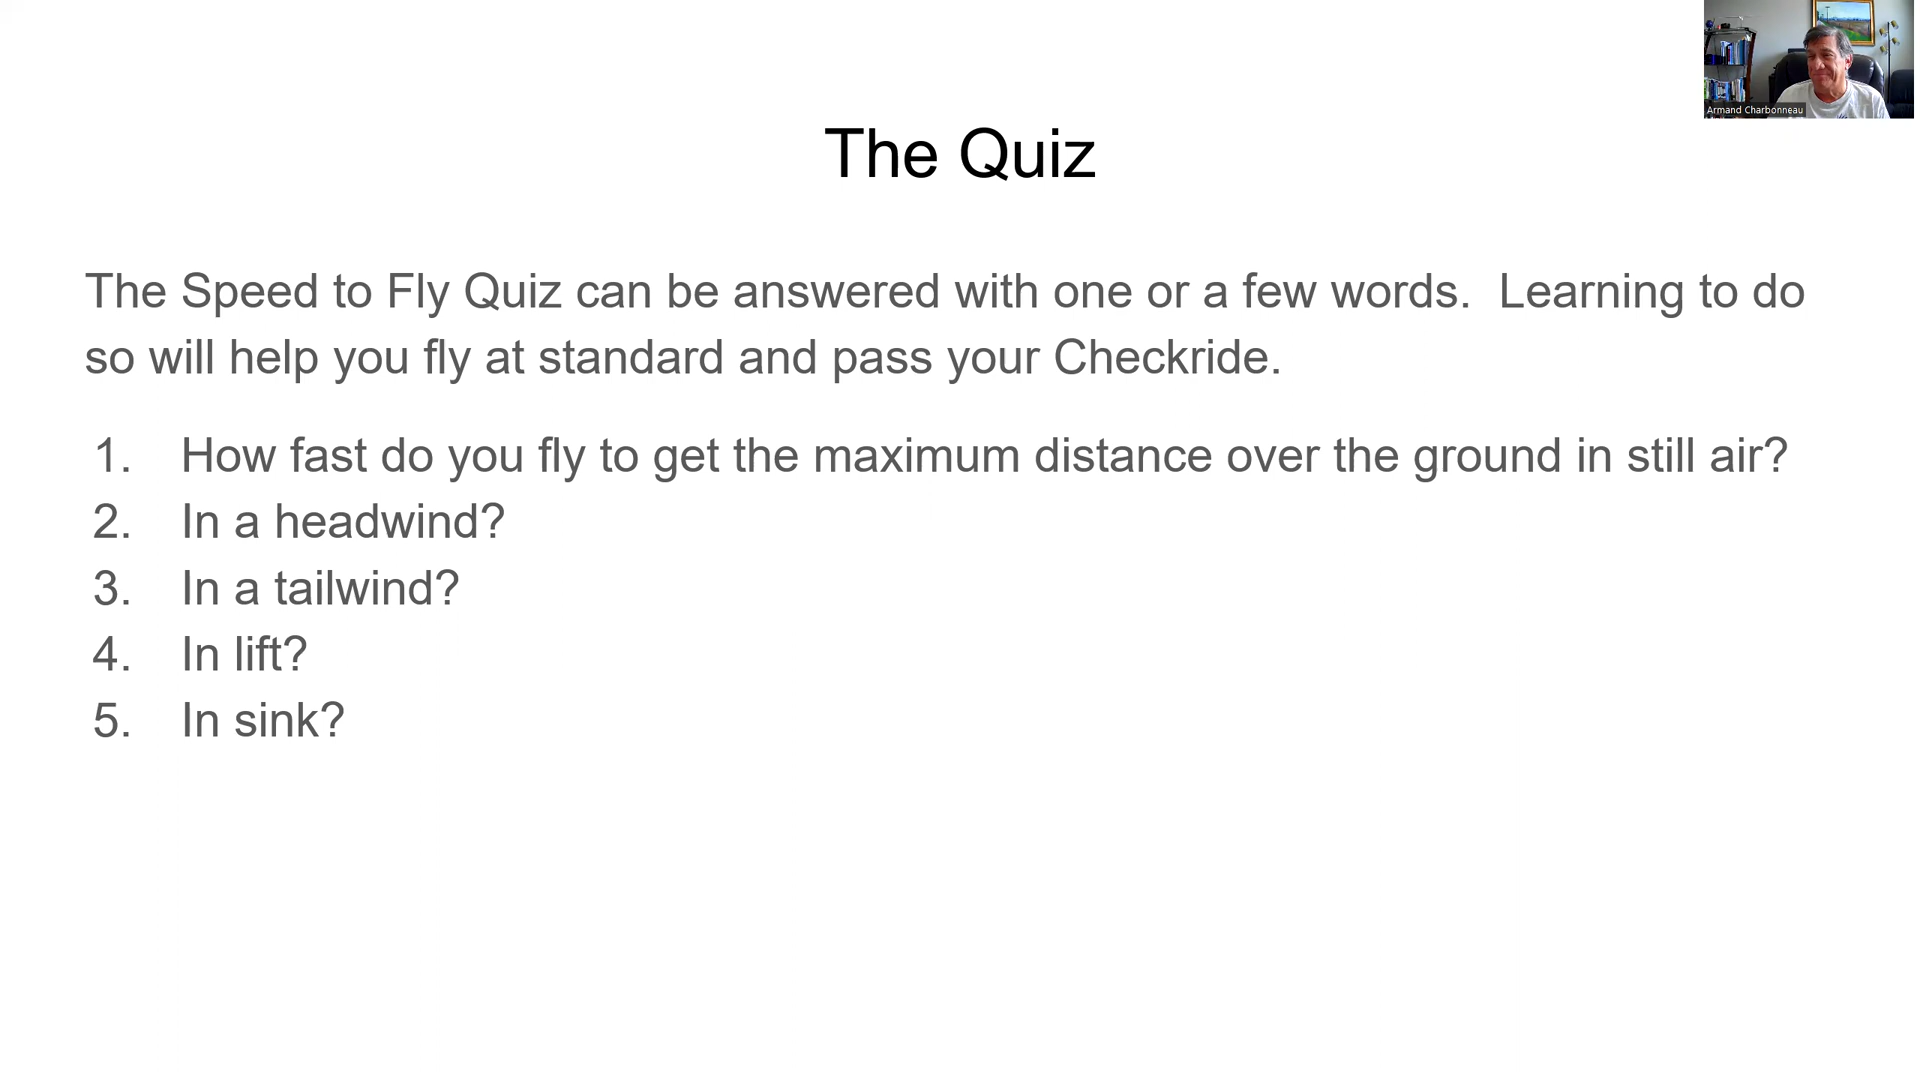 Armand Charbonneau
The Quiz
The Speed to Fly Quiz can be answered with one or a few words.  Learning to do
so will help you fly at standard and pass your Checkride.
1. How fast do you fly to get the maximum distance over the ground in still air?
2. In a headwind?
3. In a tailwind?
4. In lift?
5. In sink?